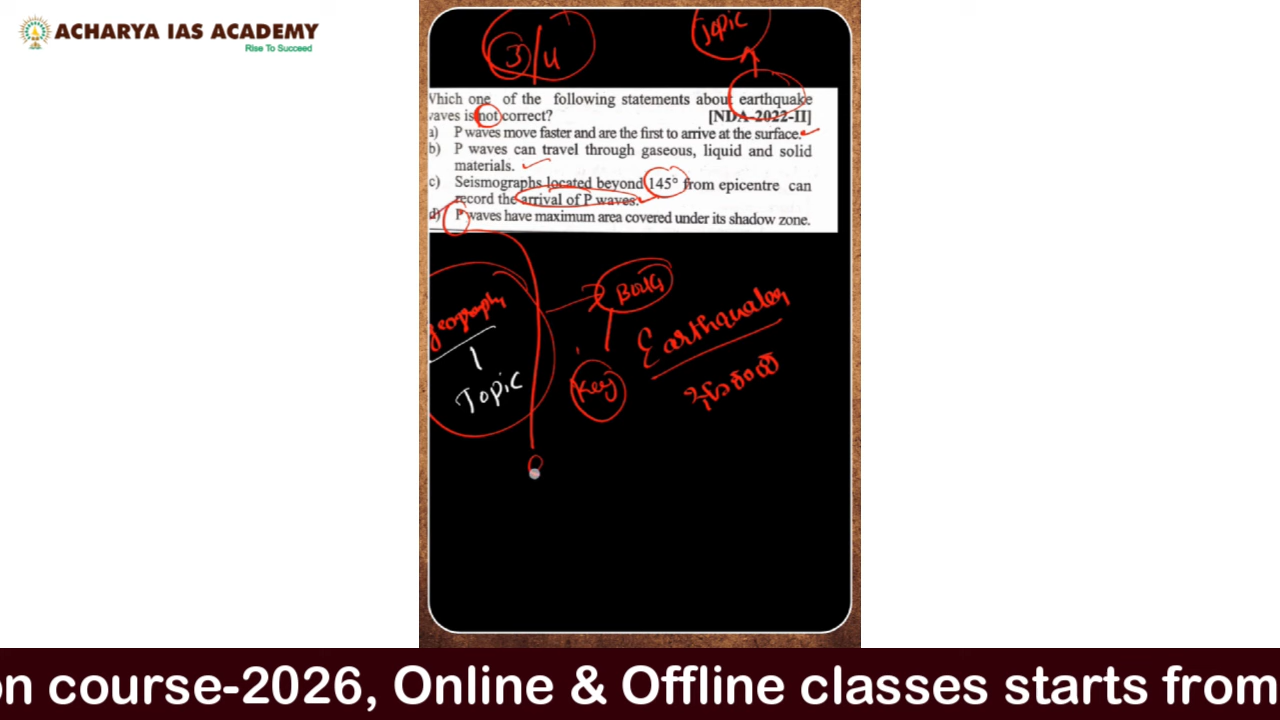 ACHARYA IAS ACADEMY
Rise To Succeed
3/4
Topic
Which one of the following statements about earthquake
waves is not correct? [NDA-2022-II]
a) P waves move faster and are the first to arrive at the surface.
b) P waves can travel through gaseous, liquid and solid
materials.
c) Seismographs located beyond 145° from epicentre can
record the arrival of P waves.
d) P waves have maximum area covered under its shadow zone.
Geography
Topic
Body
Key
Earthquakes
on course-2026, Online & Offline classes starts from